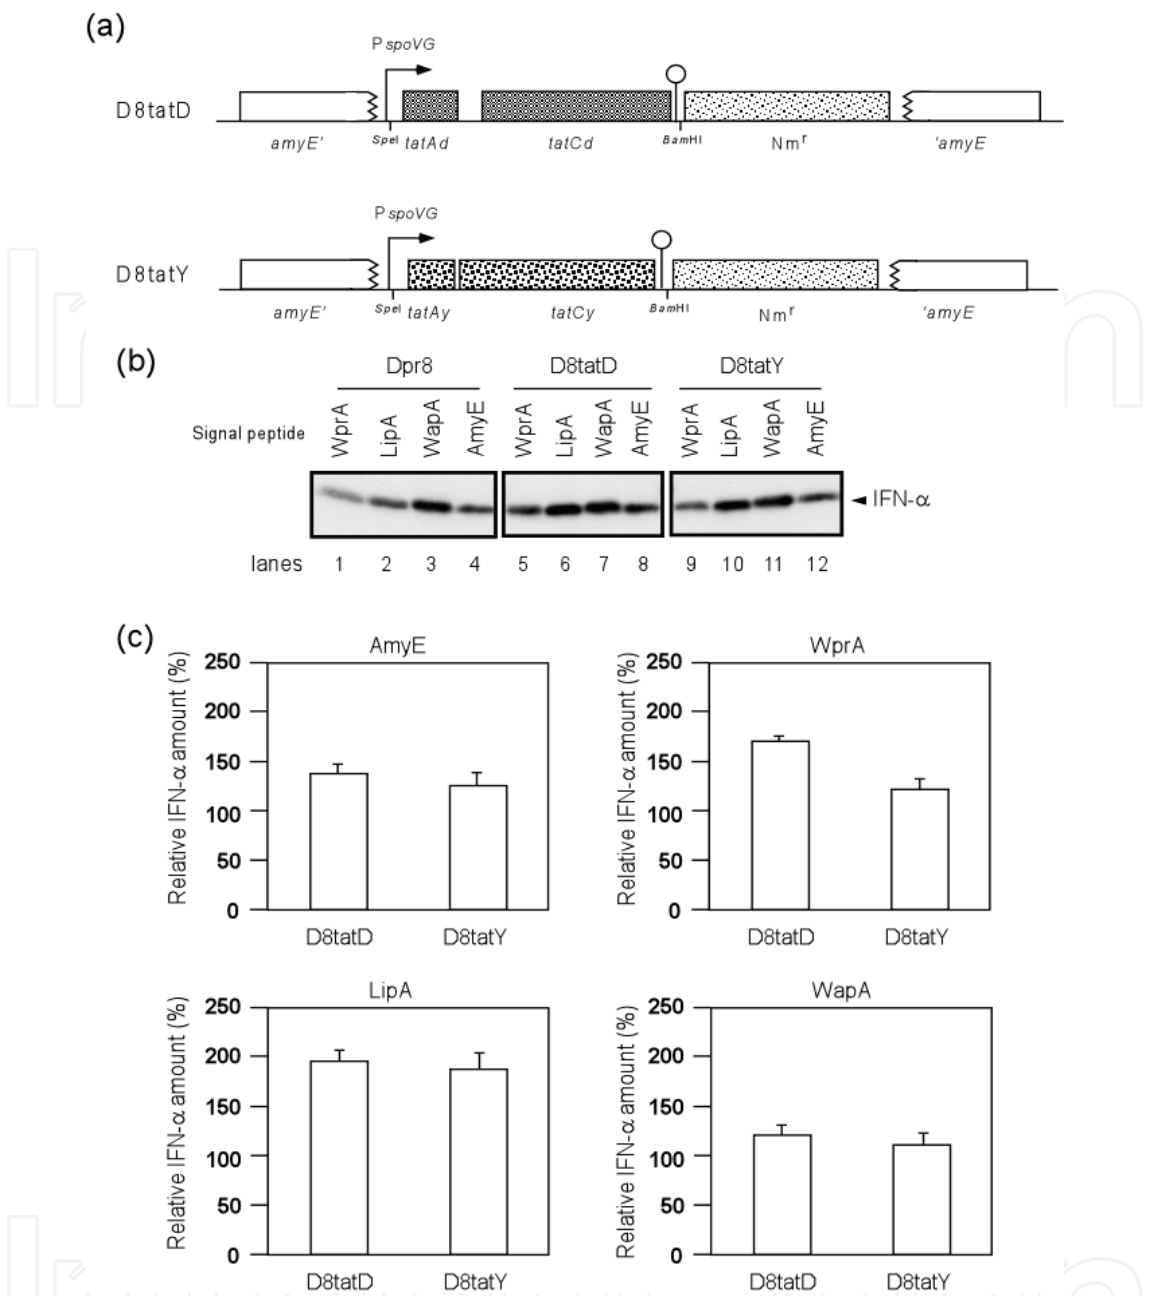 (a)
P spoVG
D8tatD
amyE' SpeI tatAd tatCd BamHI Nmʳ 'amyE
P spoVG
D8tatY
amyE' SpeI tatAy tatCy BamHI Nmʳ 'amyE
(b)
Dpr8 D8tatD D8tatY
Signal peptide WprA LipA WapA AmyE WprA LipA WapA AmyE WprA LipA WapA AmyE
◄ IFN-α
lanes 1 2 3 4 5 6 7 8 9 10 11 12
(c)
AmyE
Relative IFN-α amount (%)
250
200
150
100
50
0
D8tatD D8tatY
WprA
Relative IFN-α amount (%)
250
200
150
100
50
0
D8tatD D8tatY
LipA
Relative IFN-α amount (%)
250
200
150
100
50
0
D8tatD D8tatY
WapA
Relative IFN-α amount (%)
250
200
150
100
50
0
D8tatD D8tatY